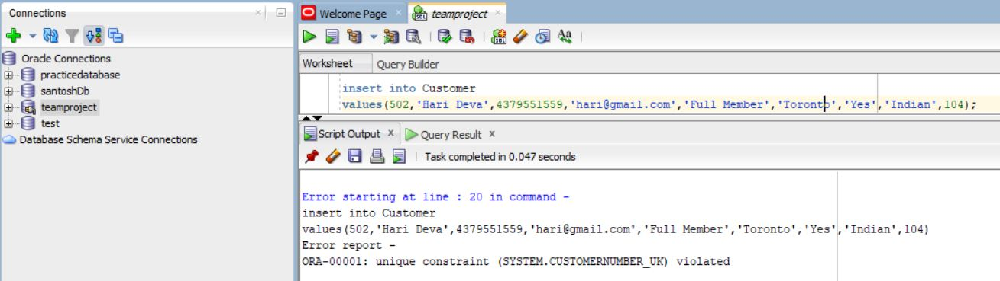 Connections
Oracle Connections
practicedatabase
santoshDb
teamproject
test
Database Schema Service Connections
Welcome Page
teamproject
SQL
SQL
Aa
Worksheet
Query Builder
insert into Customer
values(502,'Hari Deva',4379551559,'hari@gmail.com','Full Member','Toronto','Yes','Indian',104);
Script Output
Query Result
Task completed in 0.047 seconds
Error starting at line : 20 in command -
insert into Customer
values(502,'Hari Deva',4379551559,'hari@gmail.com','Full Member','Toronto','Yes','Indian',104)
Error report -
ORA-00001: unique constraint (SYSTEM.CUSTOMERNUMBER_UK) violated